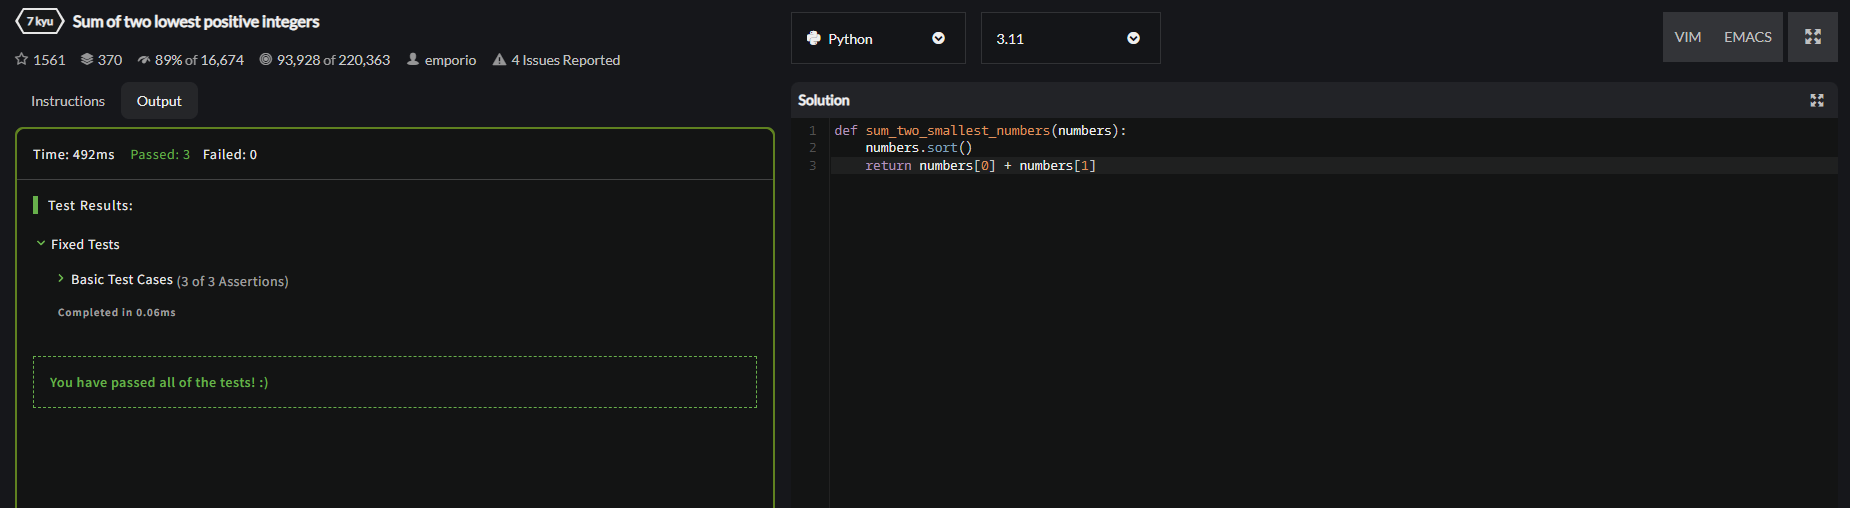 7 kyu Sum of two lowest positive integers
1561 370 89% of 16,674 93,928 of 220,363 emporio 4 Issues Reported
Instructions Output
Time: 492ms Passed: 3 Failed: 0
Test Results:
Fixed Tests
Basic Test Cases (3 of 3 Assertions)
Completed in 0.06ms
You have passed all of the tests! :)
Python 3.11 VIM EMACS
Solution
1 def sum_two_smallest_numbers(numbers):
2     numbers.sort()
3     return numbers[0] + numbers[1]